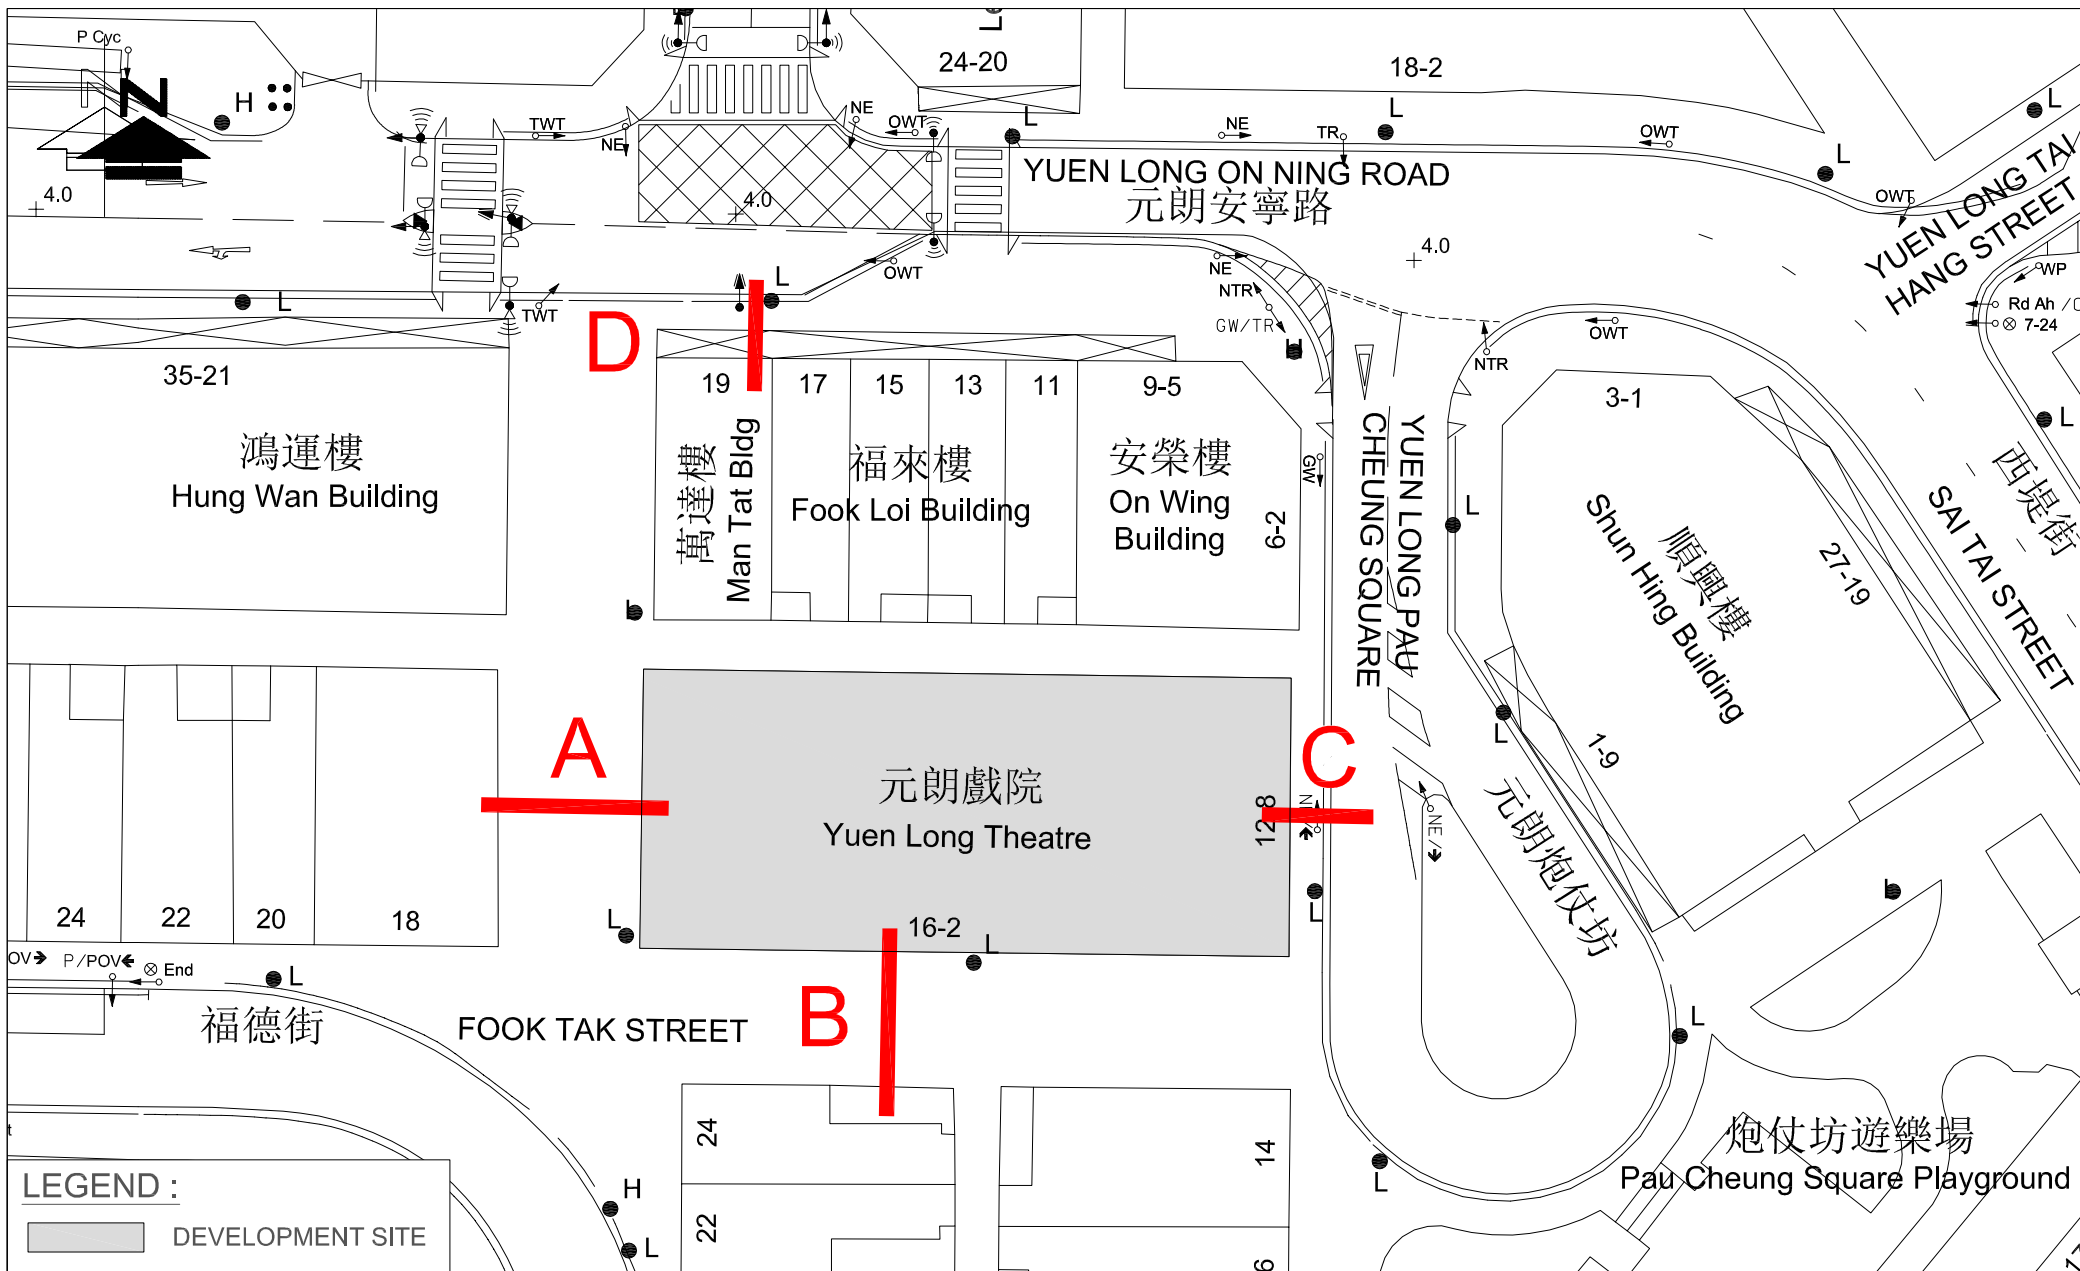 P Cyc
N
H
L
L
24-20
18-2
L
TWT
NE
NE
OWT
L
NE
TR
L
OWT
L
YUEN LONG ON NING ROAD
元朗安寧路
YUEN LONG TAI
HANG STREET
OWT
4.0
4.0
4.0
OWT
NE
WP
L
TWT
L
D
NTR
GW/TR
H
OWT
NTR
Rd Ah /
7-24
35-21
鴻運樓
Hung Wan Building
19
17
15
13
11
9-5
3-1
萬達樓
Man Tat Bldg
福來樓
Fook Loi Building
安榮樓
On Wing
Building
6-2
GW
YUEN LONG PAU
CHEUNG SQUARE
L
順興樓
Shun Hing Building
27-19
1-9
L
西堤街
SAI TAI STREET
L
L
A
元朗戲院
Yuen Long Theatre
12-8
C
NE
NE
元朗炮仗坊
L
24
22
20
18
L
16-2
L
L
L
OV
P/POV
End
L
福德街
FOOK TAK STREET
B
L
24
22
14
6
H
L
L
炮仗坊遊樂場
Pau Cheung Square Playground
LEGEND :
DEVELOPMENT SITE